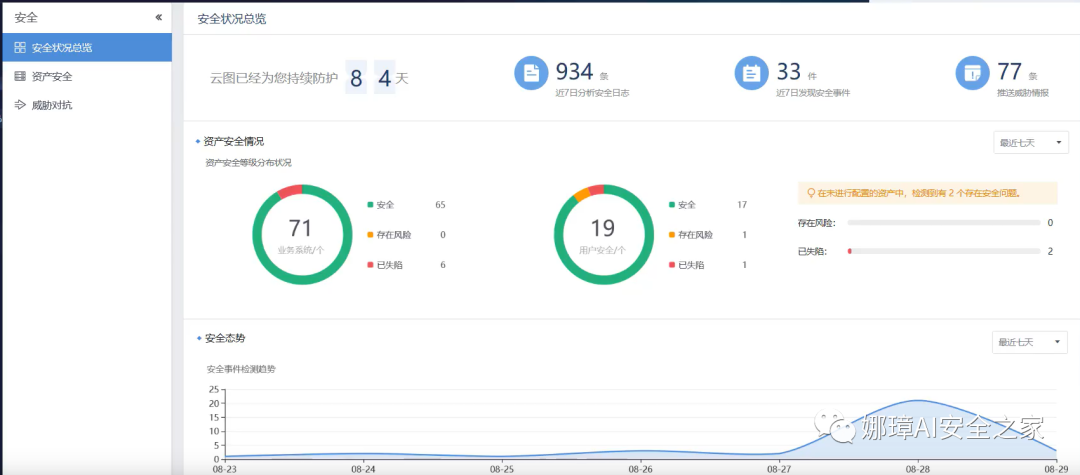 安全 «
安全状况总览
资产安全
威胁对抗
安全状况总览
云图已经为您持续防护 8 4 天
934 条
近7日分析安全日志
33 件
近7日发现安全事件
77 条
推送威胁情报
资产安全情况
最近七天
资产安全等级分布状况
71
业务系统/个
安全 65
存在风险 0
已失陷 6
19
用户安全/个
安全 17
存在风险 1
已失陷 1
在未进行配置的资产中，检测到有 2 个存在安全问题。
存在风险: 0
已失陷: 2
安全态势
最近七天
安全事件检测趋势
25
20
15
10
5
0
08-23 08-24 08-25 08-26 08-27 08-28 08-29
娜璋AI安全之家